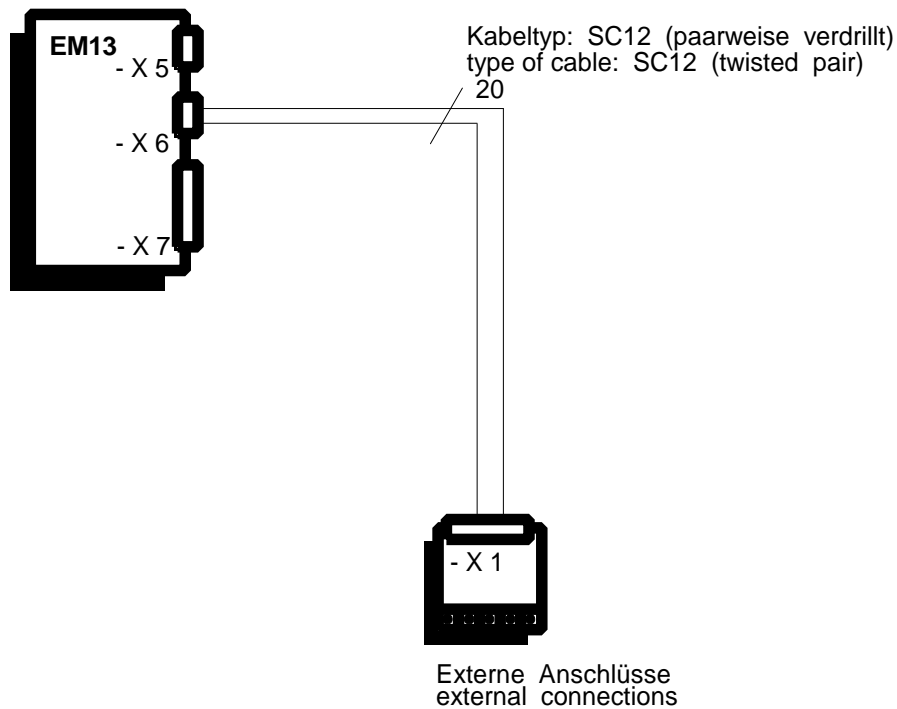 EM13
- X 5
- X 6
- X 7
Kabeltyp: SC12 (paarweise verdrillt)
type of cable: SC12 (twisted pair)
20
- X 1
Externe Anschlüsse
external connections